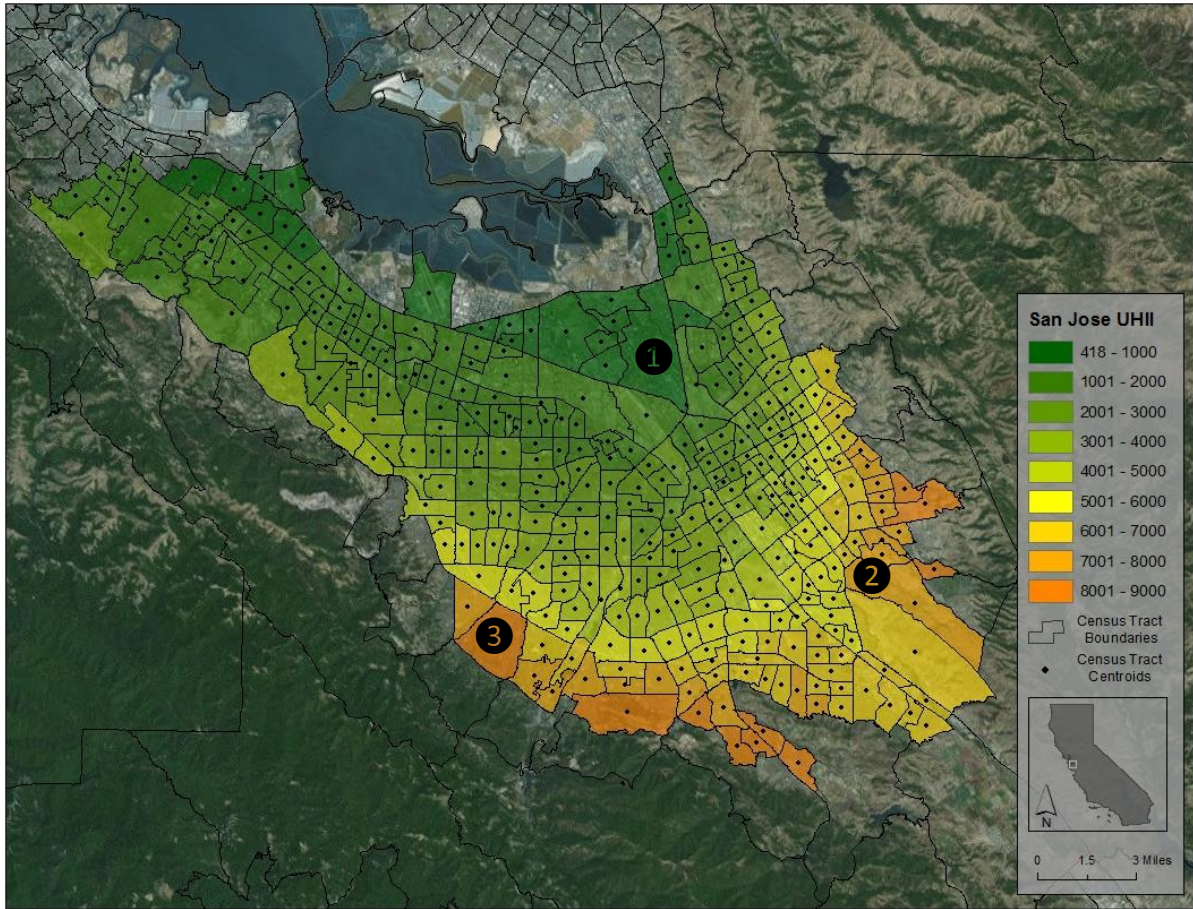 1
2
3
San Jose UHII
418 - 1000
1001 - 2000
2001 - 3000
3001 - 4000
4001 - 5000
5001 - 6000
6001 - 7000
7001 - 8000
8001 - 9000
Census Tract
Boundaries
Census Tract
Centroids
N
0 1.5 3 Miles